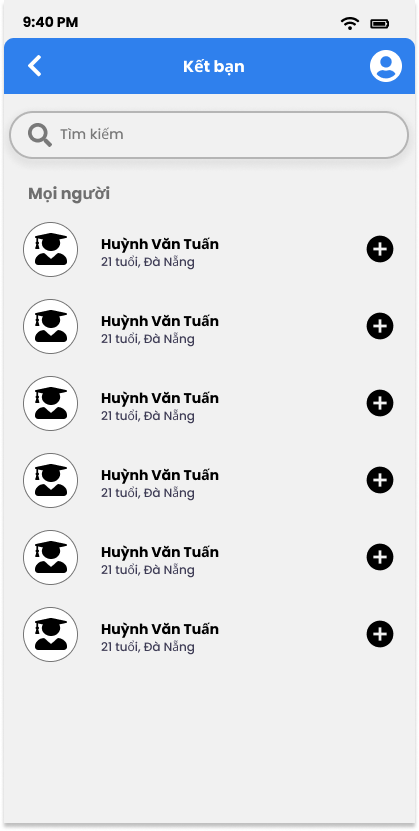 9:40 PM
Kết bạn
Tìm kiếm
Mọi người
Huỳnh Văn Tuấn
21 tuổi, Đà Nẵng
Huỳnh Văn Tuấn
21 tuổi, Đà Nẵng
Huỳnh Văn Tuấn
21 tuổi, Đà Nẵng
Huỳnh Văn Tuấn
21 tuổi, Đà Nẵng
Huỳnh Văn Tuấn
21 tuổi, Đà Nẵng
Huỳnh Văn Tuấn
21 tuổi, Đà Nẵng